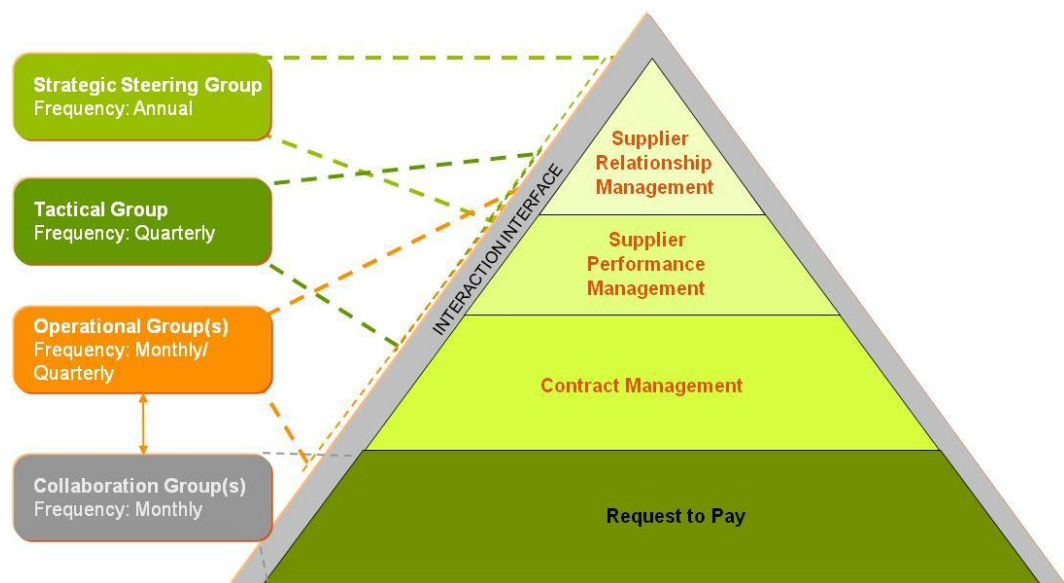 Strategic Steering Group
Frequency: Annual
Tactical Group
Frequency: Quarterly
Operational Group(s)
Frequency: Monthly/
Quarterly
Collaboration Group(s)
Frequency: Monthly
INTERACTION INTERFACE
Supplier
Relationship
Management
Supplier
Performance
Management
Contract Management
Request to Pay